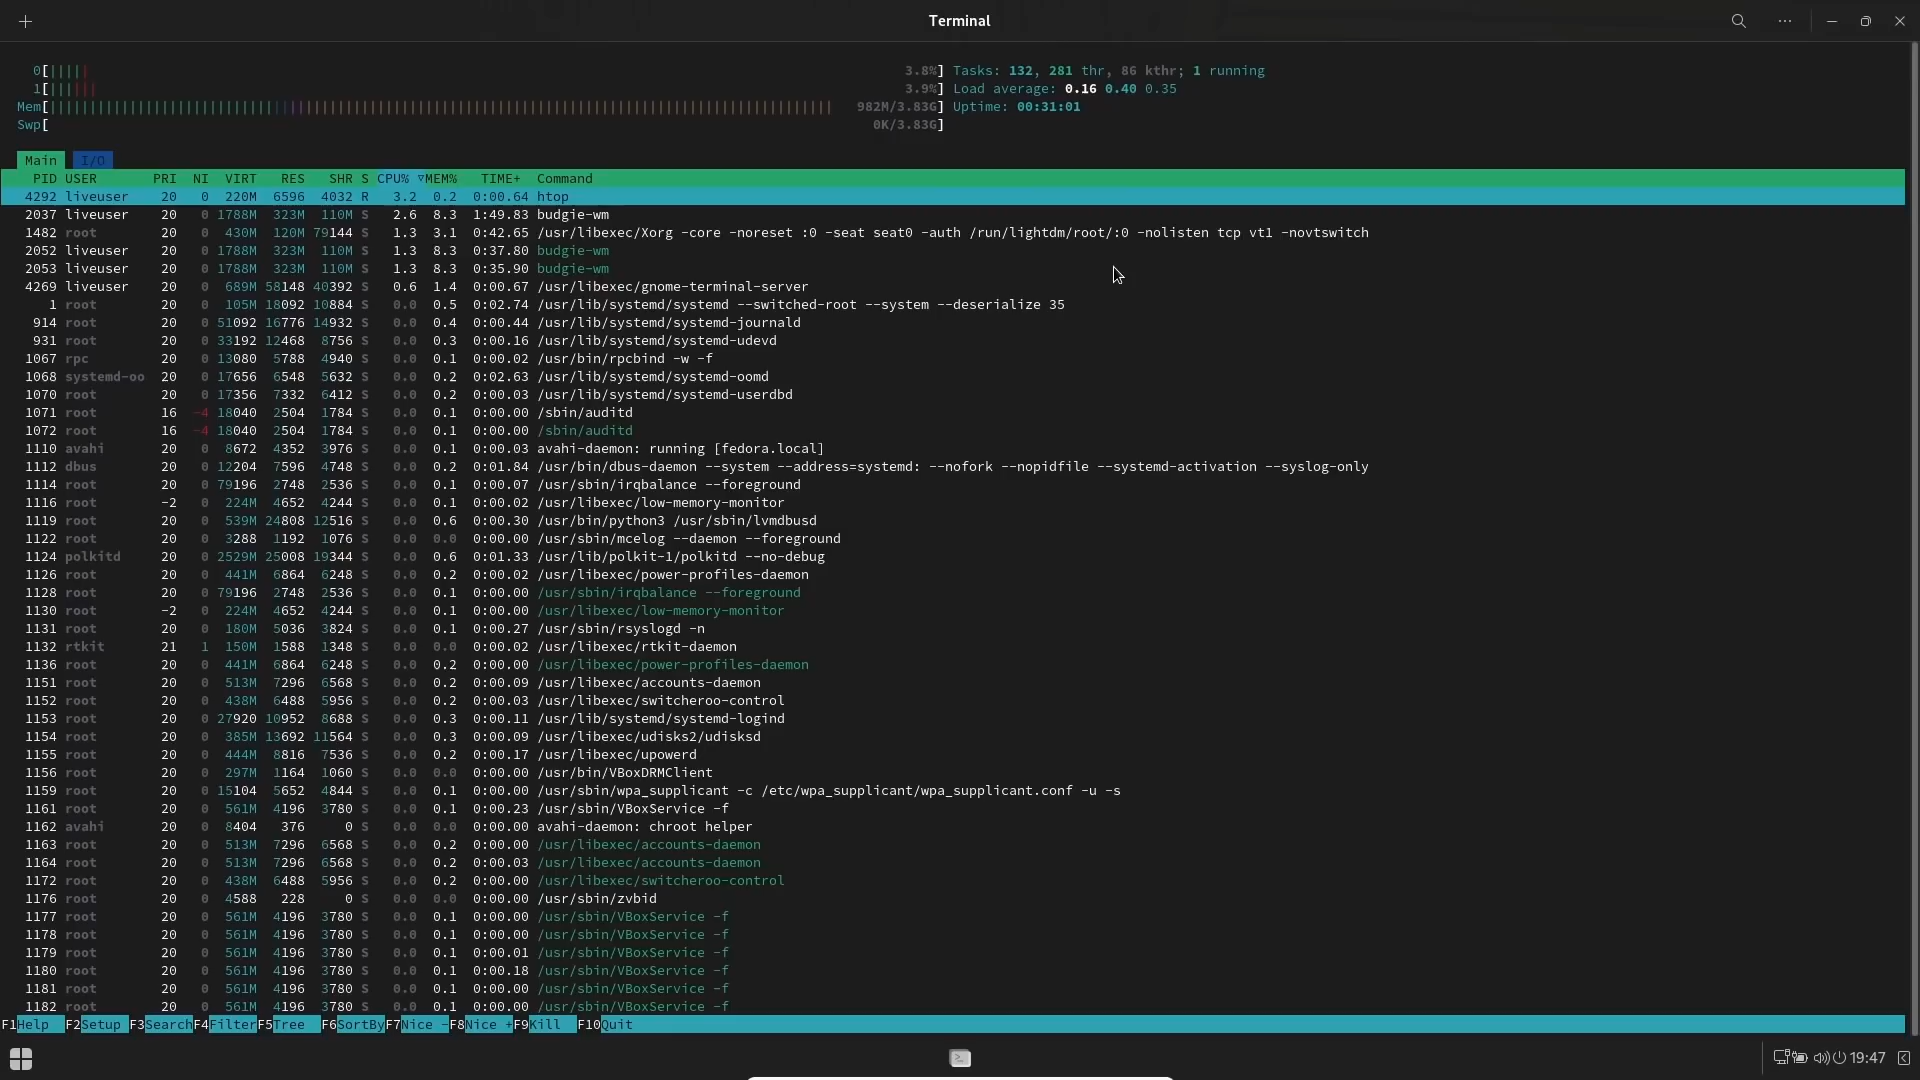 Terminal
0[||||| 3.8%] Tasks: 132, 281 thr, 86 kthr; 1 running
1[|||||| 3.9%] Load average: 0.16 0.40 0.35
Mem[ 982M/3.83G] Uptime: 00:31:01
Swp[ 0K/3.83G]
Main I/O
PID USER PRI NI VIRT RES SHR S CPU% ▽MEM% TIME+ Command
4292 liveuser 20 0 220M 6596 4032 R 3.2 0.2 0:00.64 htop
2037 liveuser 20 0 1788M 323M 110M S 2.6 8.3 1:49.83 budgie-wm
1482 root 20 0 430M 120M 79144 S 1.3 3.1 0:42.65 /usr/libexec/Xorg -core -noreset :0 -seat seat0 -auth /run/lightdm/root/:0 -nolisten tcp vt1 -novtswitch
2052 liveuser 20 0 1788M 323M 110M S 1.3 8.3 0:37.80 budgie-wm
2053 liveuser 20 0 1788M 323M 110M S 1.3 8.3 0:35.90 budgie-wm
4269 liveuser 20 0 689M 58148 40392 S 0.6 1.4 0:00.67 /usr/libexec/gnome-terminal-server
1 root 20 0 105M 18092 10884 S 0.0 0.5 0:02.74 /usr/lib/systemd/systemd --switched-root --system --deserialize 35
914 root 20 0 51092 16776 14932 S 0.0 0.4 0:00.44 /usr/lib/systemd/systemd-journald
931 root 20 0 33192 12468 8756 S 0.0 0.3 0:00.16 /usr/lib/systemd/systemd-udevd
1067 rpc 20 0 13080 5788 4940 S 0.0 0.1 0:00.02 /usr/bin/rpcbind -w -f
1068 systemd-oo 20 0 17656 6548 5632 S 0.0 0.2 0:02.63 /usr/lib/systemd/systemd-oomd
1070 root 20 0 17356 7332 6412 S 0.0 0.2 0:00.03 /usr/lib/systemd/systemd-userdbd
1071 root 16 -4 18040 2504 1784 S 0.0 0.1 0:00.00 /sbin/auditd
1072 root 16 -4 18040 2504 1784 S 0.0 0.1 0:00.00 /sbin/auditd
1110 avahi 20 0 8672 4352 3976 S 0.0 0.1 0:00.03 avahi-daemon: running [fedora.local]
1112 dbus 20 0 12204 7596 4748 S 0.0 0.2 0:01.84 /usr/bin/dbus-daemon --system --address=systemd: --nofork --nopidfile --systemd-activation --syslog-only
1114 root 20 0 79196 2748 2536 S 0.0 0.1 0:00.07 /usr/sbin/irqbalance --foreground
1116 root -2 0 224M 4652 4244 S 0.0 0.1 0:00.02 /usr/libexec/low-memory-monitor
1119 root 20 0 539M 24808 12516 S 0.0 0.6 0:00.30 /usr/bin/python3 /usr/sbin/lvmdbusd
1122 root 20 0 3288 1192 1076 S 0.0 0.0 0:00.00 /usr/sbin/mcelog --daemon --foreground
1124 polkitd 20 0 2529M 25008 19344 S 0.0 0.6 0:01.33 /usr/lib/polkit-1/polkitd --no-debug
1126 root 20 0 441M 6864 6248 S 0.0 0.2 0:00.02 /usr/libexec/power-profiles-daemon
1128 root 20 0 79196 2748 2536 S 0.0 0.1 0:00.00 /usr/sbin/irqbalance --foreground
1130 root -2 0 224M 4652 4244 S 0.0 0.1 0:00.00 /usr/libexec/low-memory-monitor
1131 root 20 0 180M 5036 3824 S 0.0 0.1 0:00.27 /usr/sbin/rsyslogd -n
1132 rtkit 21 1 150M 1588 1348 S 0.0 0.0 0:00.02 /usr/libexec/rtkit-daemon
1136 root 20 0 441M 6864 6248 S 0.0 0.2 0:00.00 /usr/libexec/power-profiles-daemon
1151 root 20 0 513M 7296 6568 S 0.0 0.2 0:00.09 /usr/libexec/accounts-daemon
1152 root 20 0 438M 6488 5956 S 0.0 0.2 0:00.03 /usr/libexec/switcheroo-control
1153 root 20 0 27920 10952 8688 S 0.0 0.3 0:00.11 /usr/lib/systemd/systemd-logind
1154 root 20 0 385M 13692 11564 S 0.0 0.3 0:00.09 /usr/libexec/udisks2/udisksd
1155 root 20 0 444M 8816 7536 S 0.0 0.2 0:00.17 /usr/libexec/upowerd
1156 root 20 0 297M 1164 1060 S 0.0 0.0 0:00.00 /usr/bin/VBoxDRMClient
1159 root 20 0 15104 5652 4844 S 0.0 0.1 0:00.00 /usr/sbin/wpa_supplicant -c /etc/wpa_supplicant/wpa_supplicant.conf -u -s
1161 root 20 0 561M 4196 3780 S 0.0 0.1 0:00.23 /usr/sbin/VBoxService -f
1162 avahi 20 0 8404 376 0 S 0.0 0.0 0:00.00 avahi-daemon: chroot helper
1163 root 20 0 513M 7296 6568 S 0.0 0.2 0:00.00 /usr/libexec/accounts-daemon
1164 root 20 0 513M 7296 6568 S 0.0 0.2 0:00.03 /usr/libexec/accounts-daemon
1172 root 20 0 438M 6488 5956 S 0.0 0.2 0:00.00 /usr/libexec/switcheroo-control
1176 root 20 0 4588 228 0 S 0.0 0.0 0:00.00 /usr/sbin/zvbid
1177 root 20 0 561M 4196 3780 S 0.0 0.1 0:00.00 /usr/sbin/VBoxService -f
1178 root 20 0 561M 4196 3780 S 0.0 0.1 0:00.00 /usr/sbin/VBoxService -f
1179 root 20 0 561M 4196 3780 S 0.0 0.1 0:00.01 /usr/sbin/VBoxService -f
1180 root 20 0 561M 4196 3780 S 0.0 0.1 0:00.18 /usr/sbin/VBoxService -f
1181 root 20 0 561M 4196 3780 S 0.0 0.1 0:00.00 /usr/sbin/VBoxService -f
1182 root 20 0 561M 4196 3780 S 0.0 0.1 0:00.00 /usr/sbin/VBoxService -f
F1Help F2Setup F3SearchF4FilterF5Tree F6SortByF7Nice -F8Nice +F9Kill F10Quit
19:47